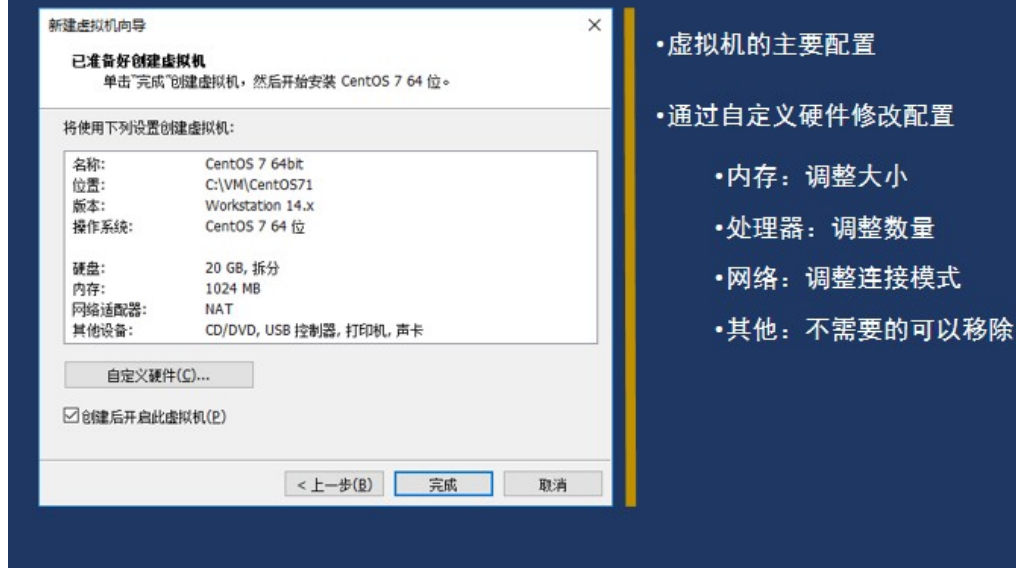 新建虚拟机向导
已准备好创建虚拟机
单击"完成"创建虚拟机，然后开始安装 CentOS 7 64 位。
将使用下列设置创建虚拟机:
名称: CentOS 7 64bit
位置: C:\VM\CentOS71
版本: Workstation 14.x
操作系统: CentOS 7 64 位
硬盘: 20 GB, 拆分
内存: 1024 MB
网络适配器: NAT
其他设备: CD/DVD, USB 控制器, 打印机, 声卡
自定义硬件(C)...
创建后开启此虚拟机(P)
< 上一步(B) 完成 取消
•虚拟机的主要配置
•通过自定义硬件修改配置
•内存：调整大小
•处理器：调整数量
•网络：调整连接模式
•其他：不需要的可以移除